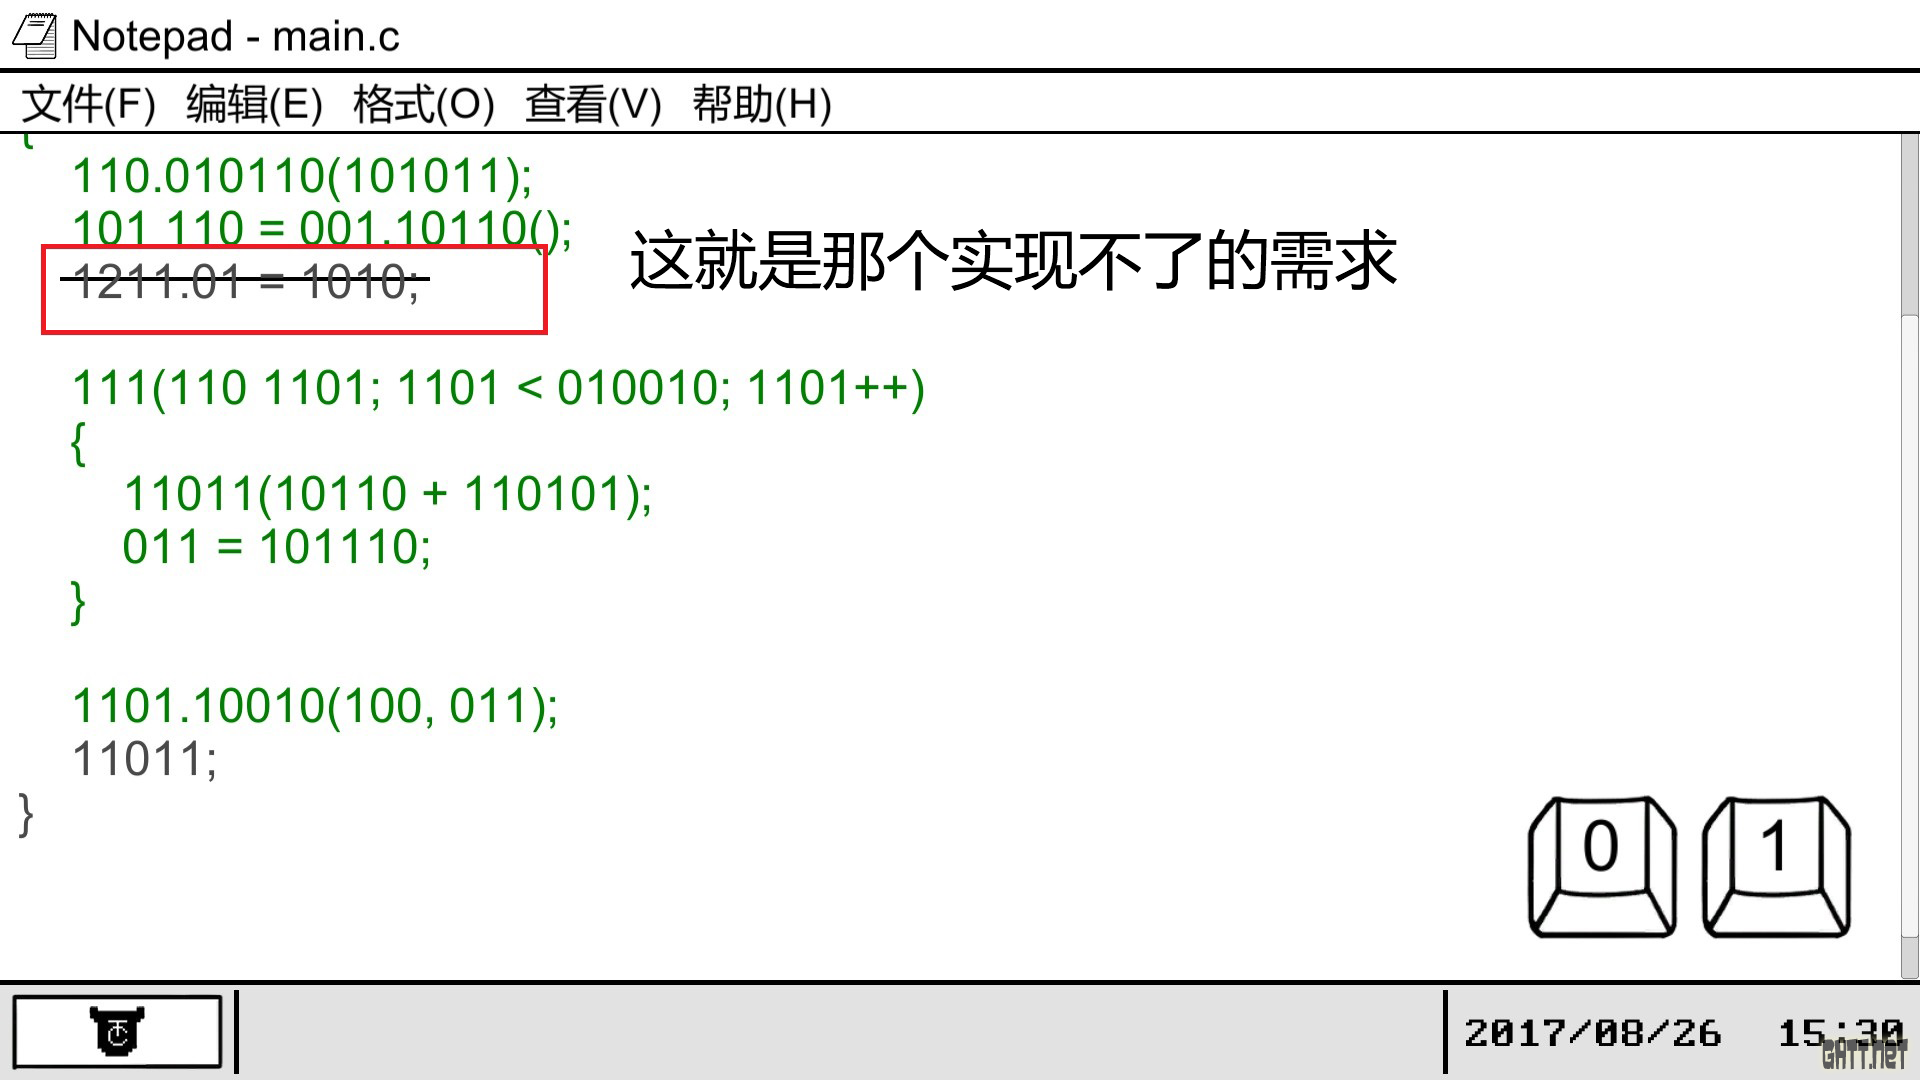 Notepad - main.c
文件(F) 编辑(E) 格式(O) 查看(V) 帮助(H)
{
110.010110(101011);
101 110 = 001.10110();
1211.01 = 1010;
这就是那个实现不了的需求
111(110 1101; 1101 < 010010; 1101++)
{
11011(10110 + 110101);
011 = 101110;
}
1101.10010(100, 011);
11011;
}
0 1
2017/08/26 15:30
GATT.NET